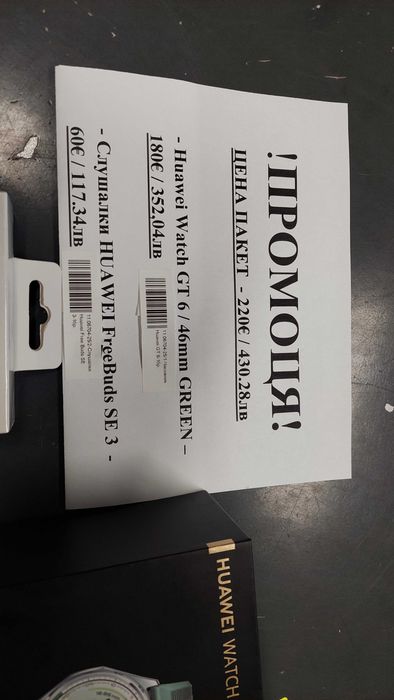 !ПРОМОЦЯ!
ЦЕНА ПАКЕТ - 220€ / 430.28лв
- Huawei Watch GT 6 / 46mm GREEN –
180€ / 352.04лв
- Слушалки HUAWEI FreeBuds SE 3 -
60€ / 117.34лв
HUAWEI WATCH